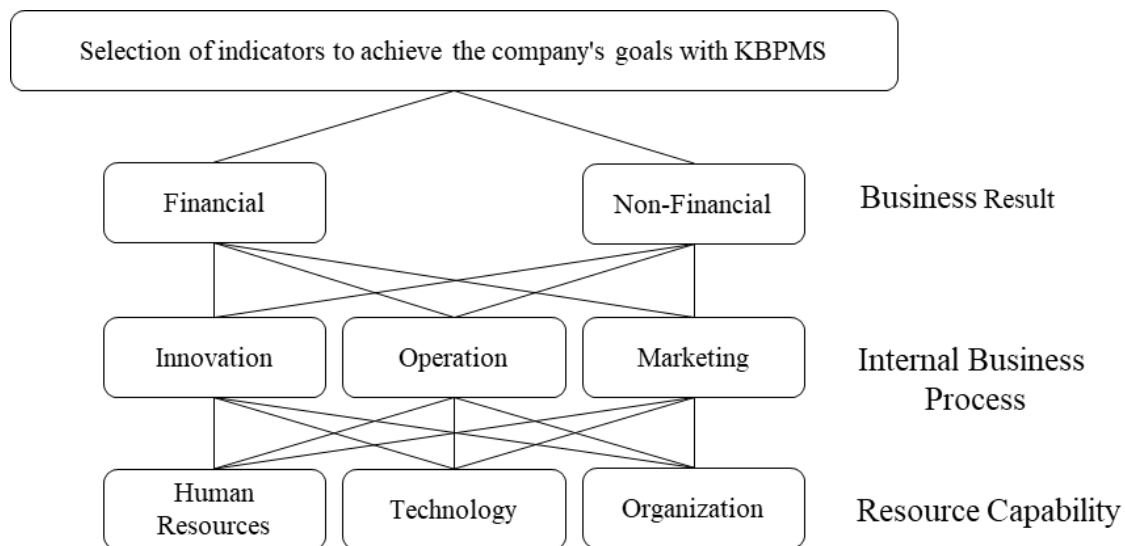 Selection of indicators to achieve the company's goals with KBPMS
Financial
Non-Financial
Business Result
Innovation
Operation
Marketing
Internal Business
Process
Human
Resources
Technology
Organization
Resource Capability